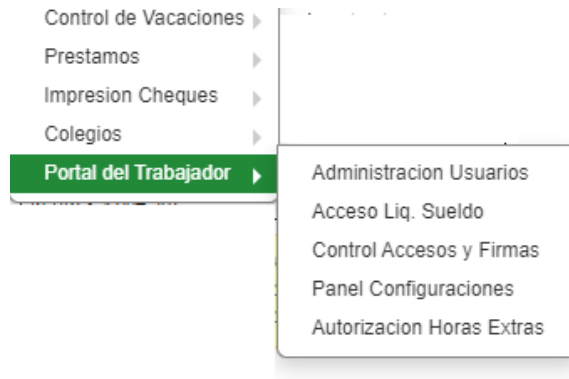 Control de Vacaciones
Prestamos
Impresion Cheques
Colegios
Portal del Trabajador
Administracion Usuarios
Acceso Liq. Sueldo
Control Accesos y Firmas
Panel Configuraciones
Autorizacion Horas Extras